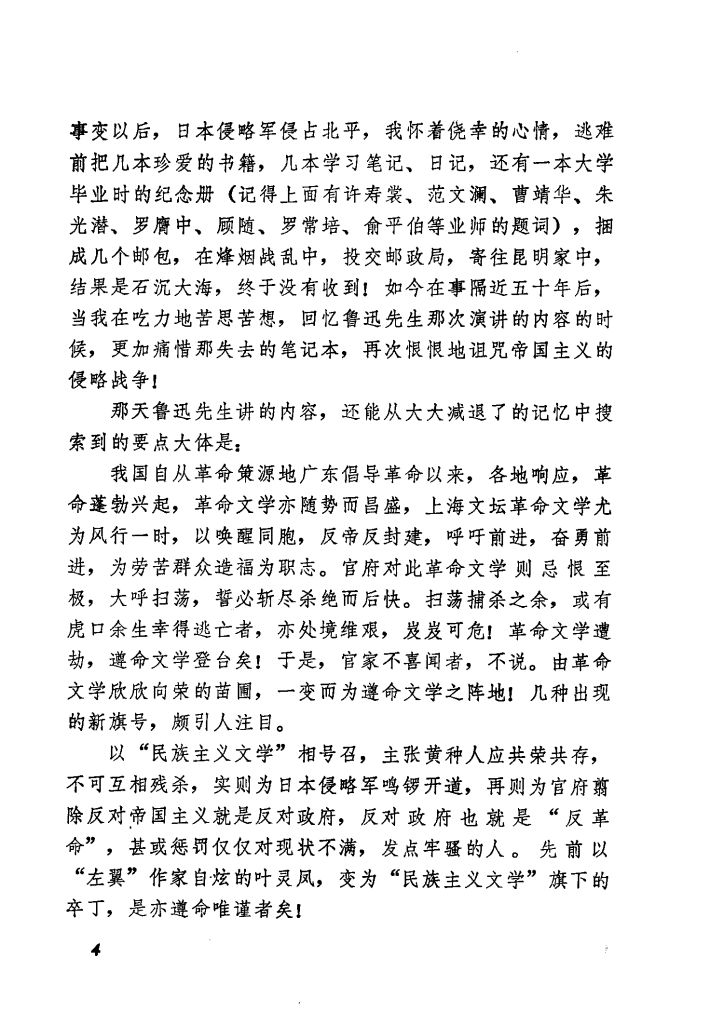 事变以后，日本侵略军侵占北平，我怀着侥幸的心情，逃难
前把几本珍爱的书籍，几本学习笔记、日记，还有一本大学
毕业时的纪念册（记得上面有许寿裳、范文澜、曹靖华、朱
光潜、罗膺中、顾随、罗常培、俞平伯等业师的题词），捆
成几个邮包，在烽烟战乱中，投交邮政局，寄往昆明家中，
结果是石沉大海，终于没有收到！如今在事隔近五十年后，
当我在吃力地苦思苦想，回忆鲁迅先生那次演讲的内容的时
候，更加痛惜那失去的笔记本，再次恨恨地诅咒帝国主义的
侵略战争！
那天鲁迅先生讲的内容，还能从大大减退了的记忆中搜
索到的要点大体是：
我国自从革命策源地广东倡导革命以来，各地响应，革
命蓬勃兴起，革命文学亦随势而昌盛，上海文坛革命文学尤
为风行一时，以唤醒同胞，反帝反封建，呼吁前进，奋勇前
进，为劳苦群众造福为职志。官府对此革命文学则忌恨至
极，大呼扫荡，誓必斩尽杀绝而后快。扫荡捕杀之余，或有
虎口余生幸得逃亡者，亦处境维艰，岌岌可危！革命文学遭
劫，遵命文学登台矣！于是，官家不喜闻者，不说。由革命
文学欣欣向荣的苗圃，一变而为遵命文学之阵地！几种出现
的新旗号，颇引人注目。
以“民族主义文学”相号召，主张黄种人应共荣共存，
不可互相残杀，实则为日本侵略军鸣锣开道，再则为官府翦
除反对帝国主义就是反对政府，反对政府也就是“反革
命”，甚或惩罚仅仅对现状不满，发点牢骚的人。先前以
“左翼”作家自炫的叶灵凤，变为“民族主义文学”旗下的
卒丁，是亦遵命唯谨者矣！
4